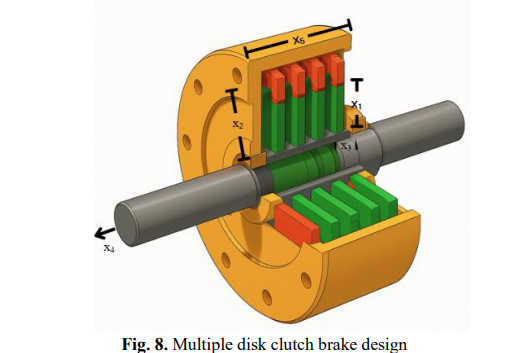 x₅
x₁
x₂
x₃
x₄
Fig. 8. Multiple disk clutch brake design